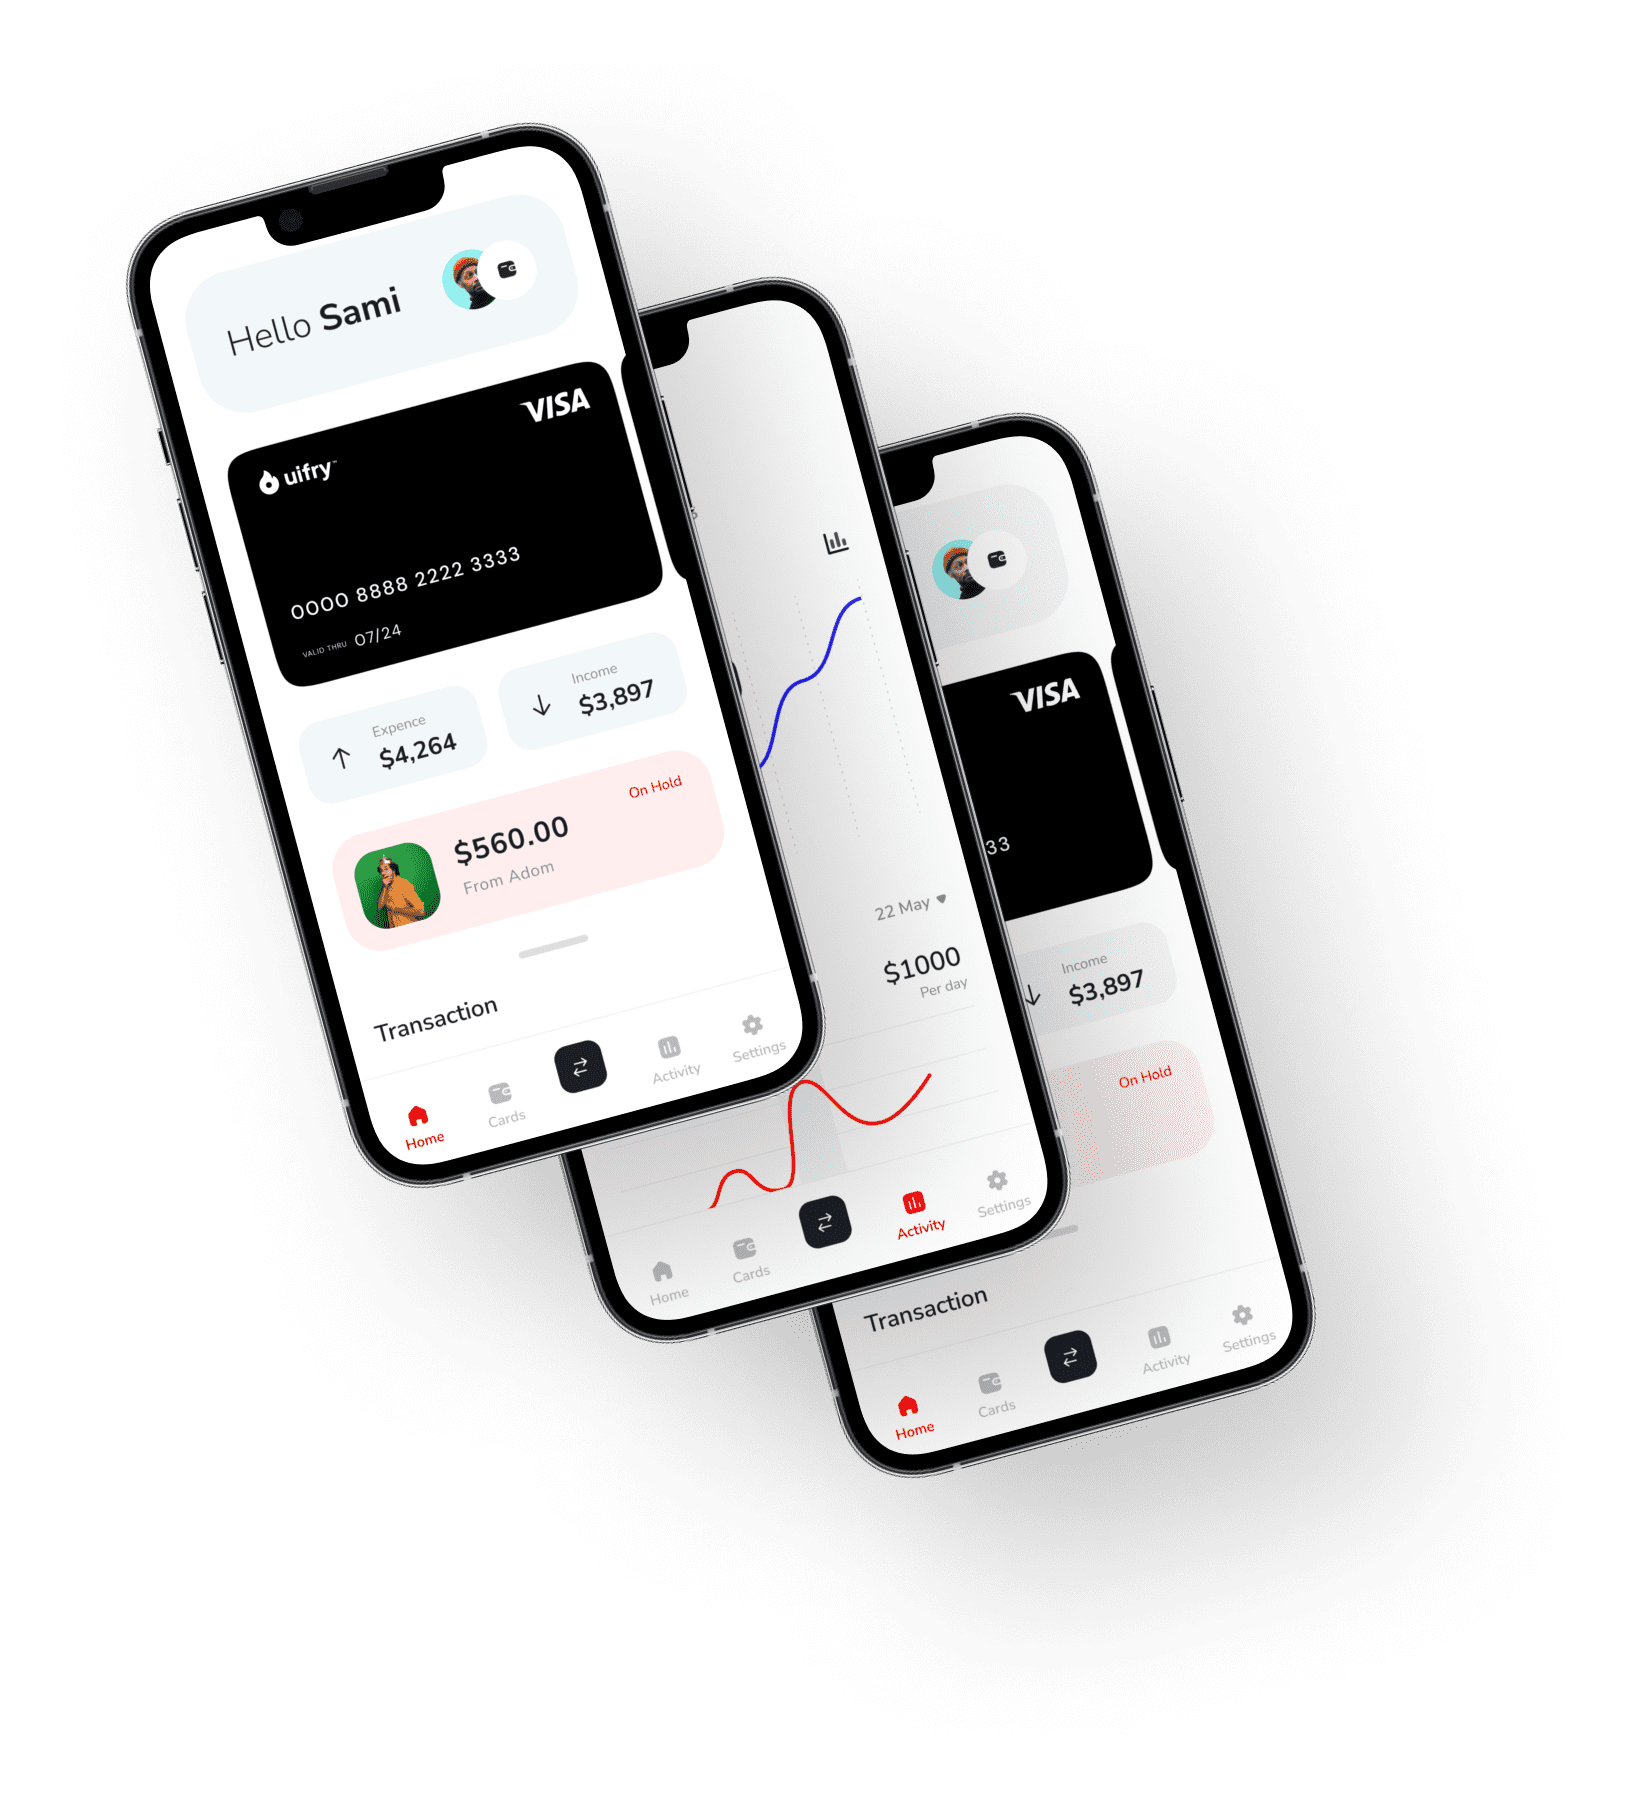 Hello Sami
VISA
uifry™
0000 8888 2222 3333
VALID THRU 07/24
Expence
$4,264
Income
$3,897
On Hold
$560.00
From Adom
Transaction
Home
Cards
Activity
Settings
22 May
$1000
Per day
Home
Cards
Activity
Settings
VISA
33
Income
$3,897
On Hold
Transaction
Home
Cards
Activity
Settings